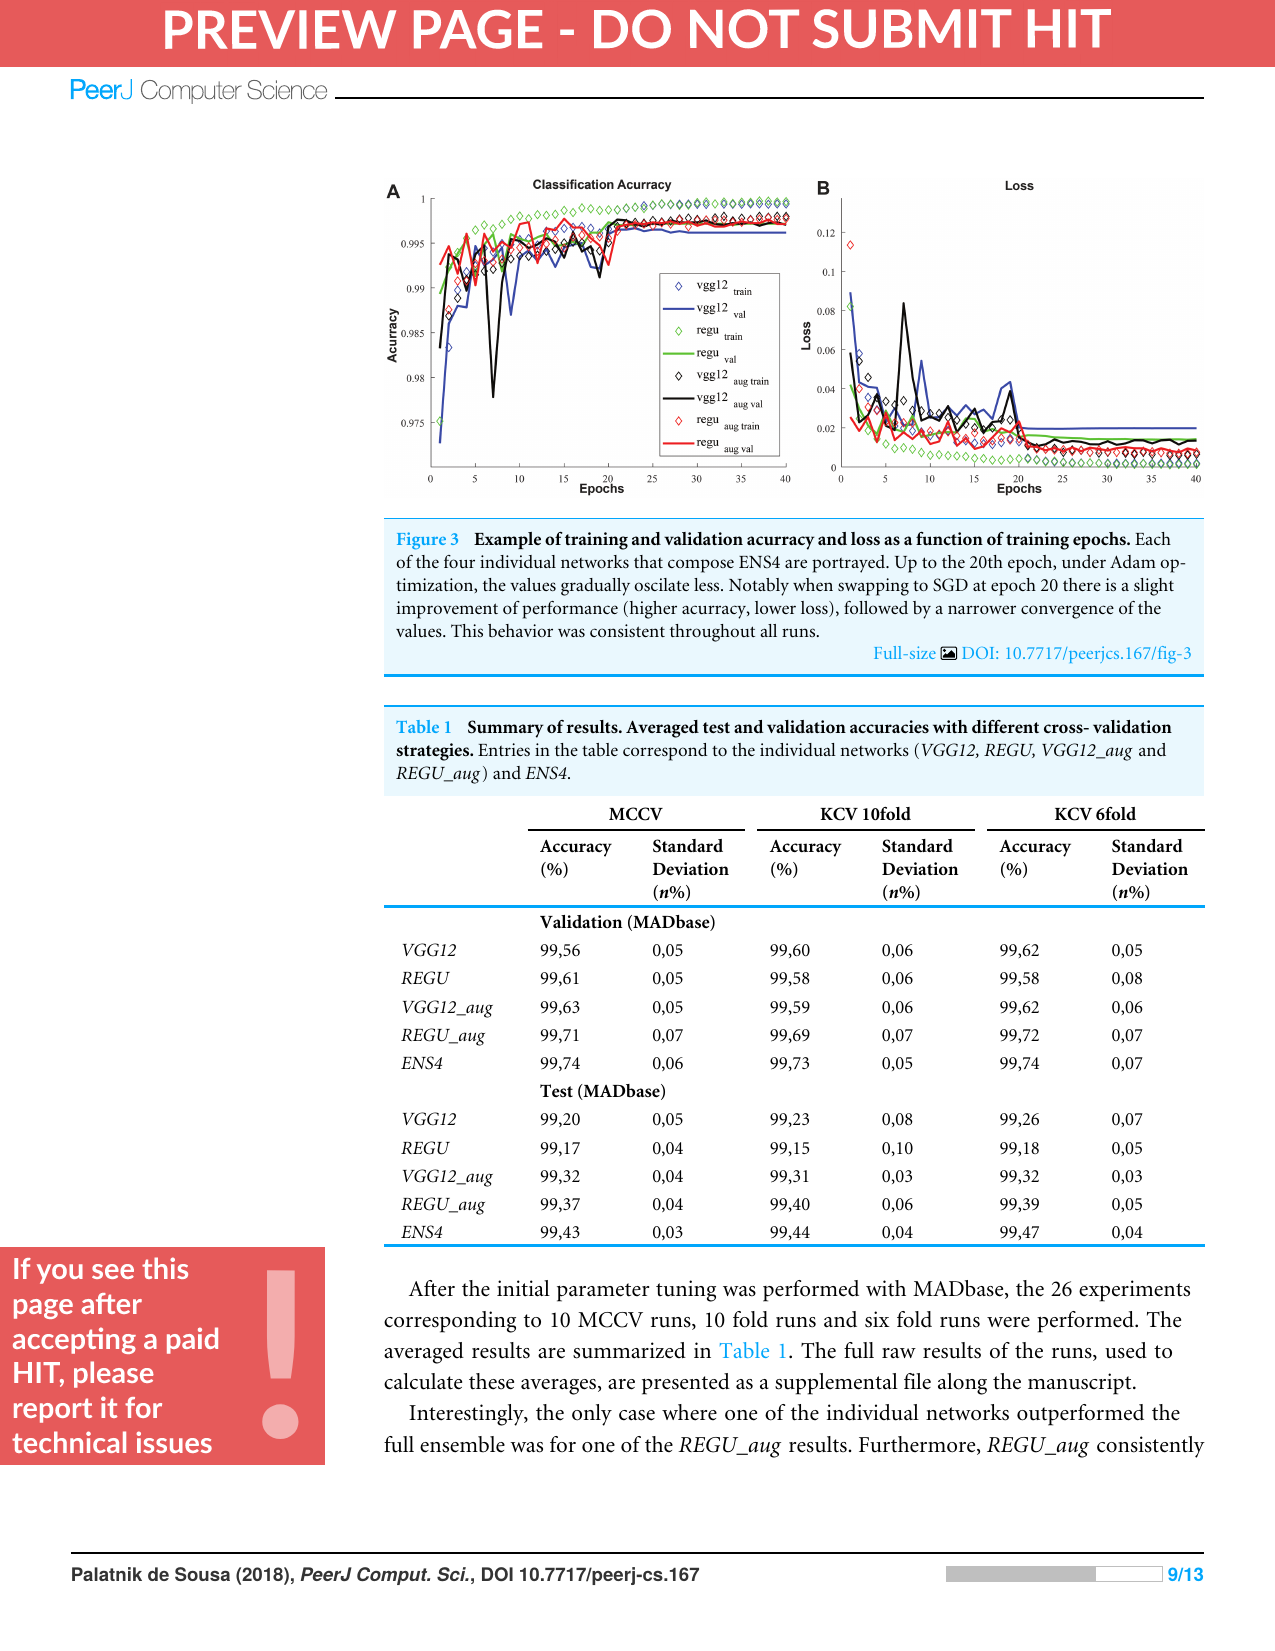 PREVIEW PAGE - DO NOT SUBMIT HIT
PeerJ Computer Science
A
Classification Acurracy
1
0.995
0.99
0.985
0.98
0.975
0 5 10 15 20 25 30 35 40
Acurracy
Epochs
vgg12 train
vgg12 val
regu train
regu val
vgg12 aug train
vgg12 aug val
regu aug train
regu aug val
B
Loss
0.12
0.1
0.08
0.06
0.04
0.02
0
0 5 10 15 20 25 30 35 40
Loss
Epochs
Figure 3 Example of training and validation acurracy and loss as a function of training epochs. Each
of the four individual networks that compose ENS4 are portrayed. Up to the 20th epoch, under Adam op-
timization, the values gradually oscilate less. Notably when swapping to SGD at epoch 20 there is a slight
improvement of performance (higher acurracy, lower loss), followed by a narrower convergence of the
values. This behavior was consistent throughout all runs.
Full-size DOI: 10.7717/peerjcs.167/fig-3
Table 1 Summary of results. Averaged test and validation accuracies with different cross- validation
strategies. Entries in the table correspond to the individual networks (VGG12, REGU, VGG12_aug and
REGU_aug) and ENS4.
MCCV KCV 10fold KCV 6fold
Accuracy Standard Accuracy Standard Accuracy Standard
(%) Deviation (%) Deviation (%) Deviation
(n%) (n%) (n%)
Validation (MADbase)
VGG12 99,56 0,05 99,60 0,06 99,62 0,05
REGU 99,61 0,05 99,58 0,06 99,58 0,08
VGG12_aug 99,63 0,05 99,59 0,06 99,62 0,06
REGU_aug 99,71 0,07 99,69 0,07 99,72 0,07
ENS4 99,74 0,06 99,73 0,05 99,74 0,07
Test (MADbase)
VGG12 99,20 0,05 99,23 0,08 99,26 0,07
REGU 99,17 0,04 99,15 0,10 99,18 0,05
VGG12_aug 99,32 0,04 99,31 0,03 99,32 0,03
REGU_aug 99,37 0,04 99,40 0,06 99,39 0,05
ENS4 99,43 0,03 99,44 0,04 99,47 0,04
If you see this
page after
accepting a paid
HIT, please
report it for
technical issues
!
After the initial parameter tuning was performed with MADbase, the 26 experiments
corresponding to 10 MCCV runs, 10 fold runs and six fold runs were performed. The
averaged results are summarized in Table 1. The full raw results of the runs, used to
calculate these averages, are presented as a supplemental file along the manuscript.
Interestingly, the only case where one of the individual networks outperformed the
full ensemble was for one of the REGU_aug results. Furthermore, REGU_aug consistently
Palatnik de Sousa (2018), PeerJ Comput. Sci., DOI 10.7717/peerj-cs.167
9/13